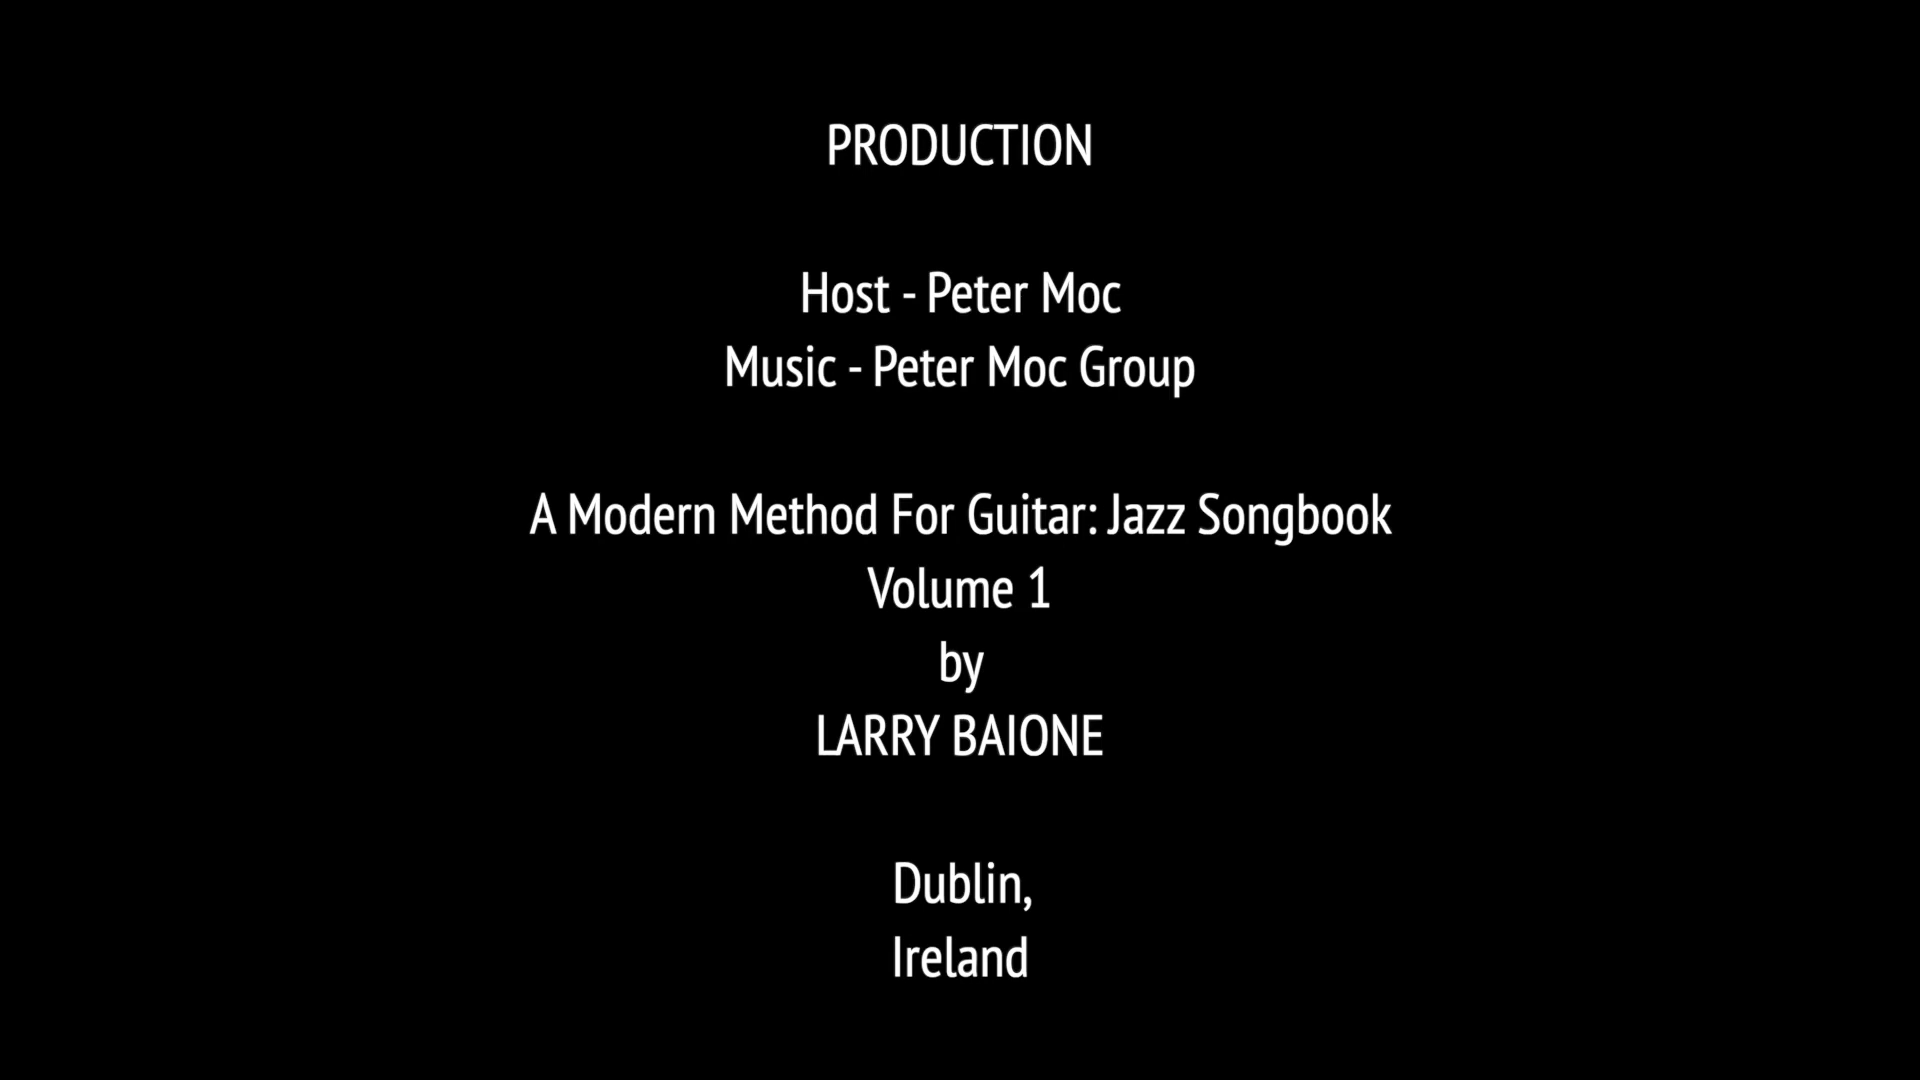 PRODUCTION
Host - Peter Moc
Music - Peter Moc Group
A Modern Method For Guitar: Jazz Songbook
Volume 1
by
LARRY BAIONE
Dublin,
Ireland